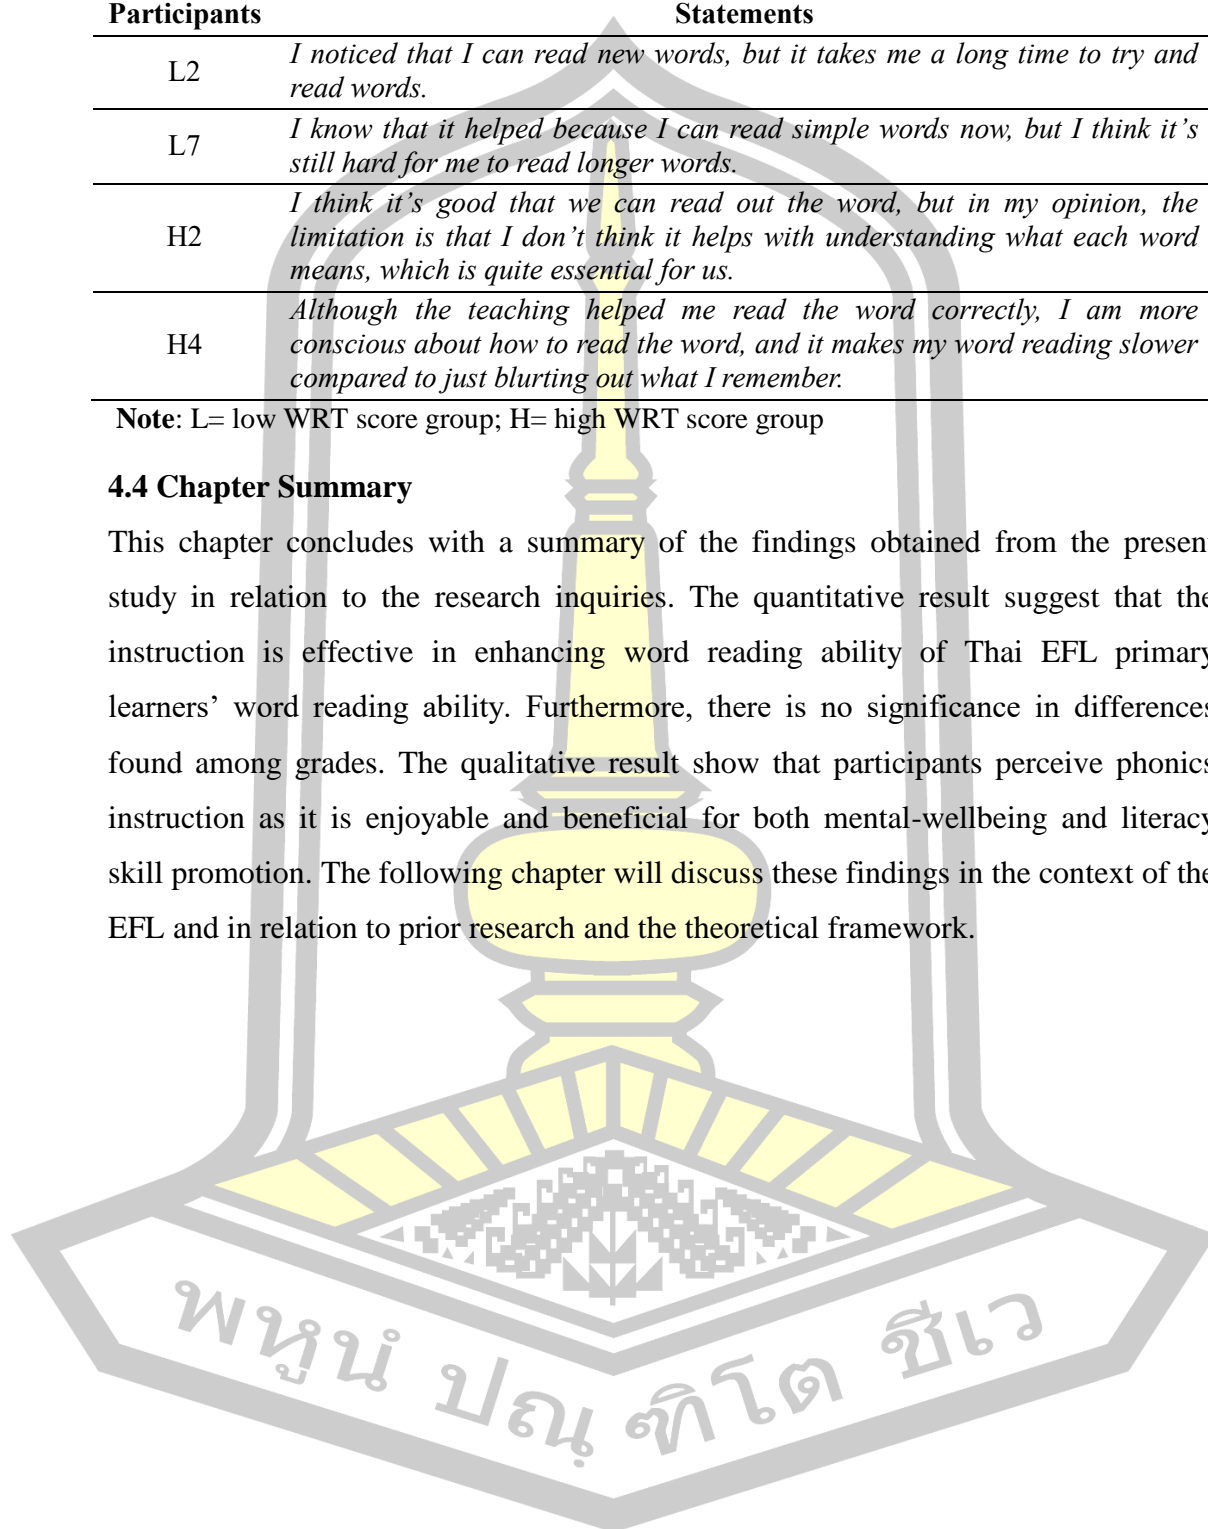 Participants Statements
L2 I noticed that I can read new words, but it takes me a long time to try and
read words.
L7 I know that it helped because I can read simple words now, but I think it's
still hard for me to read longer words.
H2 I think it's good that we can read out the word, but in my opinion, the
limitation is that I don't think it helps with understanding what each word
means, which is quite essential for us.
H4 Although the teaching helped me read the word correctly, I am more
conscious about how to read the word, and it makes my word reading slower
compared to just blurting out what I remember.
Note: L= low WRT score group; H= high WRT score group
4.4 Chapter Summary
This chapter concludes with a summary of the findings obtained from the present
study in relation to the research inquiries. The quantitative result suggest that the
instruction is effective in enhancing word reading ability of Thai EFL primary
learners' word reading ability. Furthermore, there is no significance in differences
found among grades. The qualitative result show that participants perceive phonics
instruction as it is enjoyable and beneficial for both mental-wellbeing and literacy
skill promotion. The following chapter will discuss these findings in the context of the
EFL and in relation to prior research and the theoretical framework.
พหูนํ ปณฺ ฑิโต ชีเว